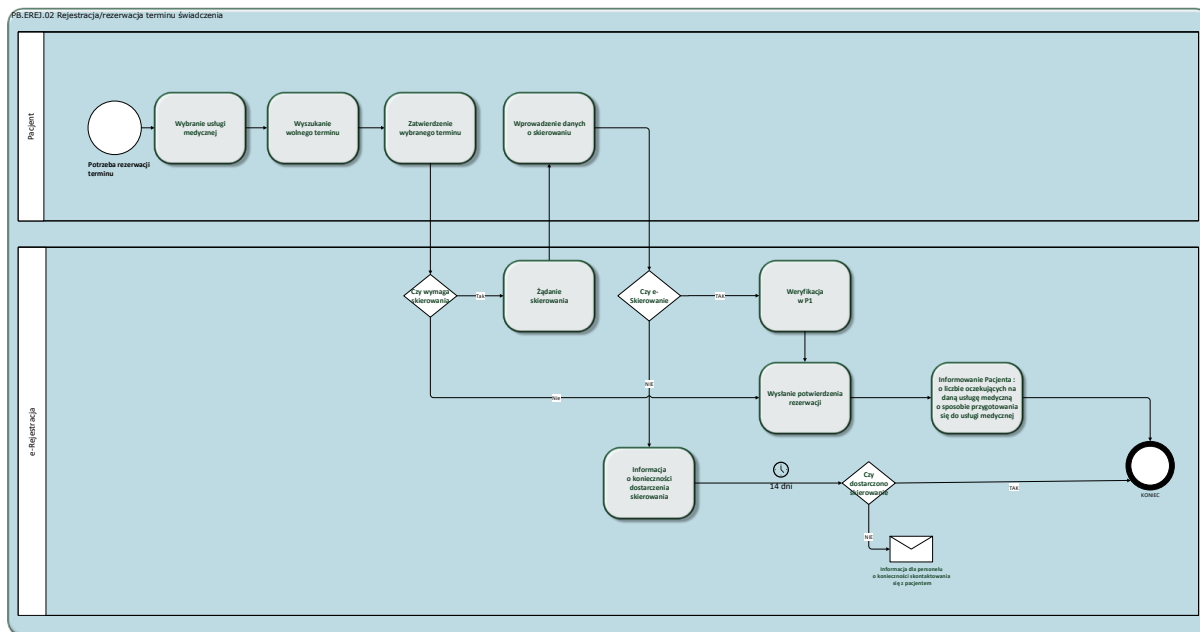 PB.EREJ.02 Rejestracja/rezerwacja terminu świadczenia
Pacjent
Potrzeba rezerwacji
terminu
Wybranie usługi
medycznej
Wyszukanie
wolnego terminu
Zatwierdzenie
wybranego terminu
Wprowadzenie danych
o skierowaniu
e-Rejestracja
Czy wymaga
skierowania
Tak
Żądanie
skierowania
Czy e-
Skierowanie
TAK
Weryfikacja
w P1
Nie
NIE
Wysłanie potwierdzenia
rezerwacji
Informowanie Pacjenta :
o liczbie oczekujących na
daną usługę medyczną
o sposobie przygotowania
się do usługi medycznej
Informacja
o konieczności
dostarczenia
skierowania
14 dni
Czy
dostarczono
skierowanie
TAK
KONIEC
NIE
Informacja dla personelu
o konieczności skontaktowania
się z pacjentem